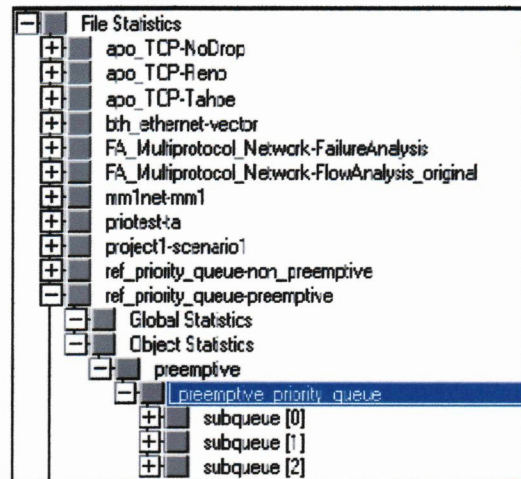 File Statistics
apo_TCP-NoDrop
apo_TCP-Reno
apo_TCP-Tahoe
bth_ethernet-vector
FA_Multiprotocol_Network-FailureAnalysis
FA_Multiprotocol_Network-FlowAnalysis_original
mm1net-mm1
priotest-ta
project1-scenario1
ref_priority_queue-non_preemptive
ref_priority_queue-preemptive
Global Statistics
Object Statistics
preemptive
preemptive_priority_queue
subqueue [0]
subqueue [1]
subqueue [2]